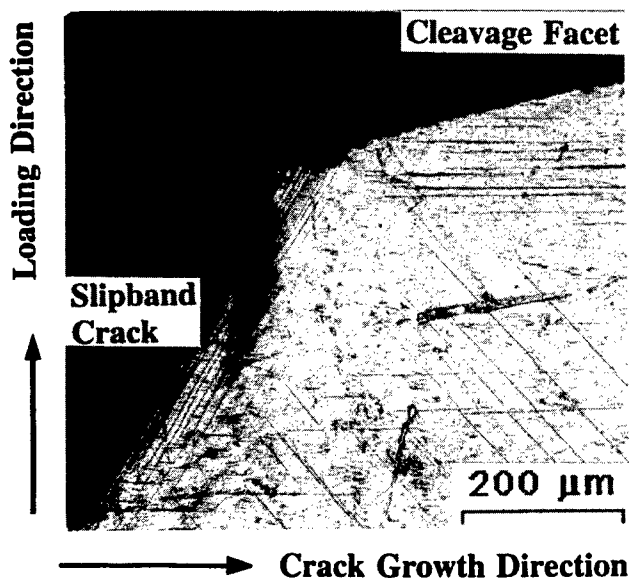 Cleavage Facet
Loading Direction
Slipband
Crack
200 μm
Crack Growth Direction